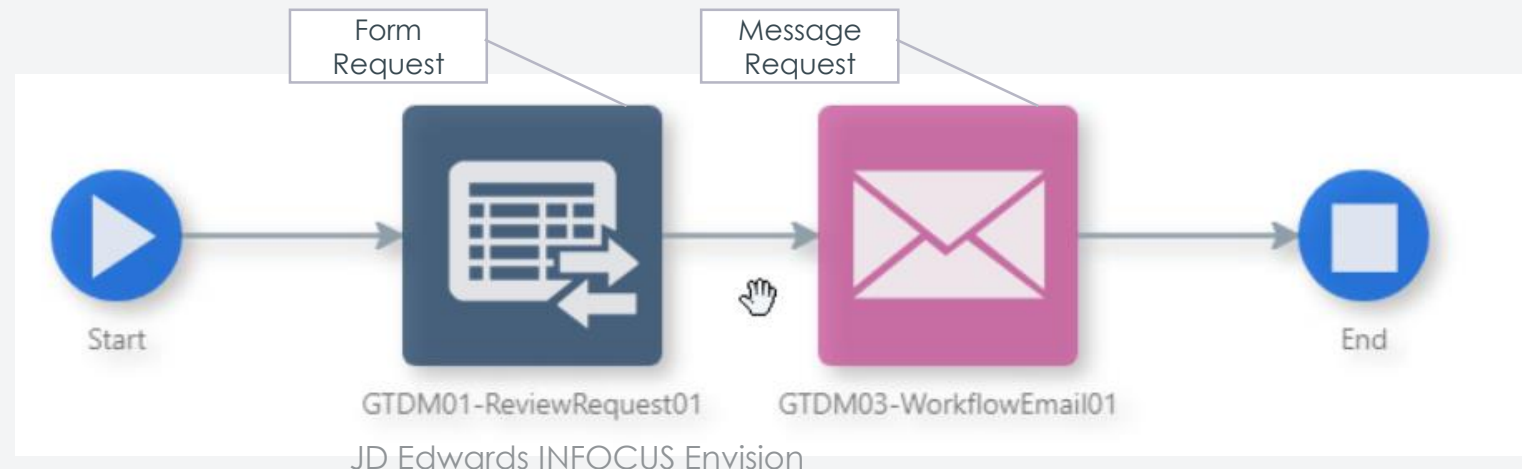 Form
Request
Message
Request
Start
GTDM01-ReviewRequest01
GTDM03-WorkflowEmail01
End
JD Edwards INFOCUS Envision